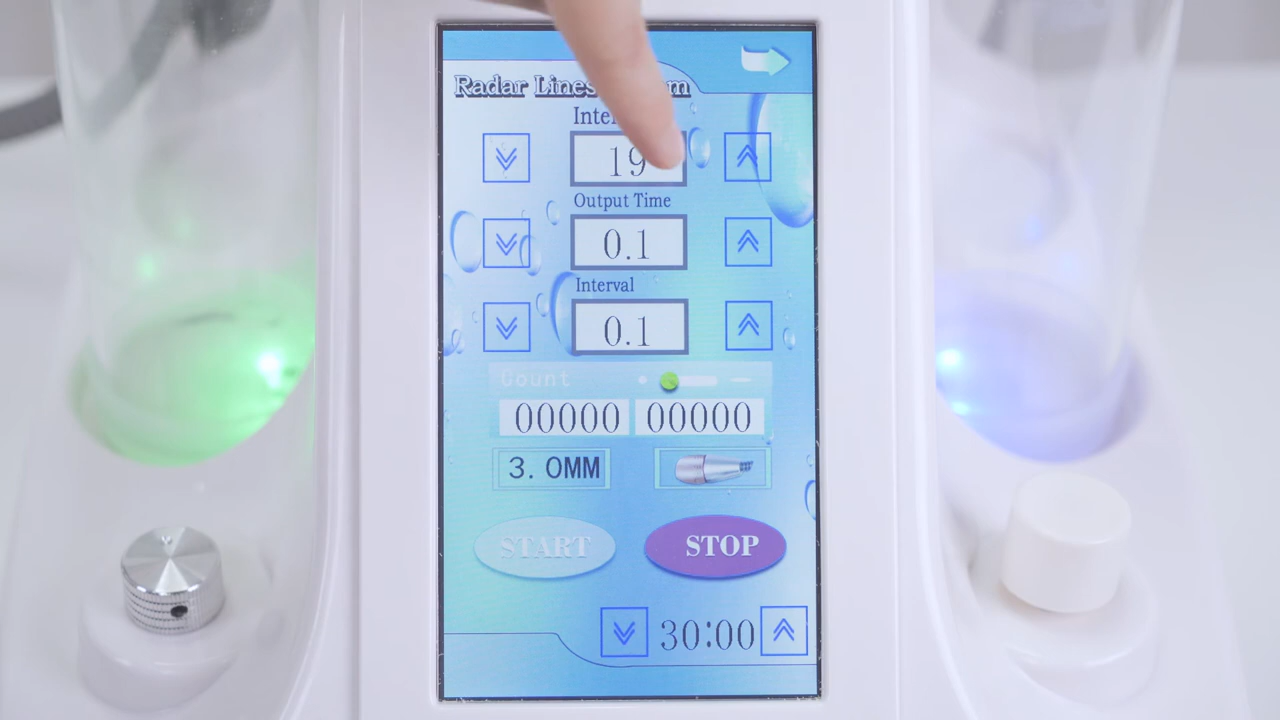 Radar Lines
19
Output Time
0.1
Interval
0.1
Count
00000 00000
3.0MM
START STOP
30:00